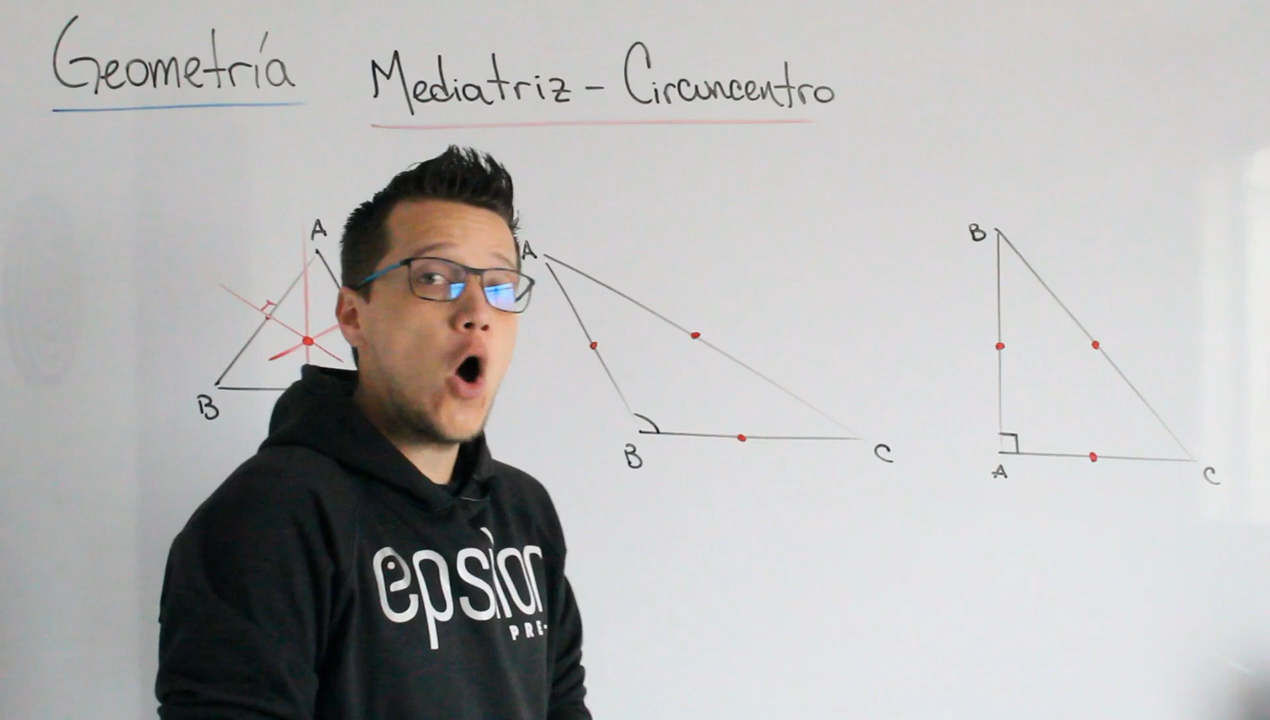 Geometría
Mediatriz - Circuncentro
A
B
A
B
C
B
A
C
epsilon
PRE-